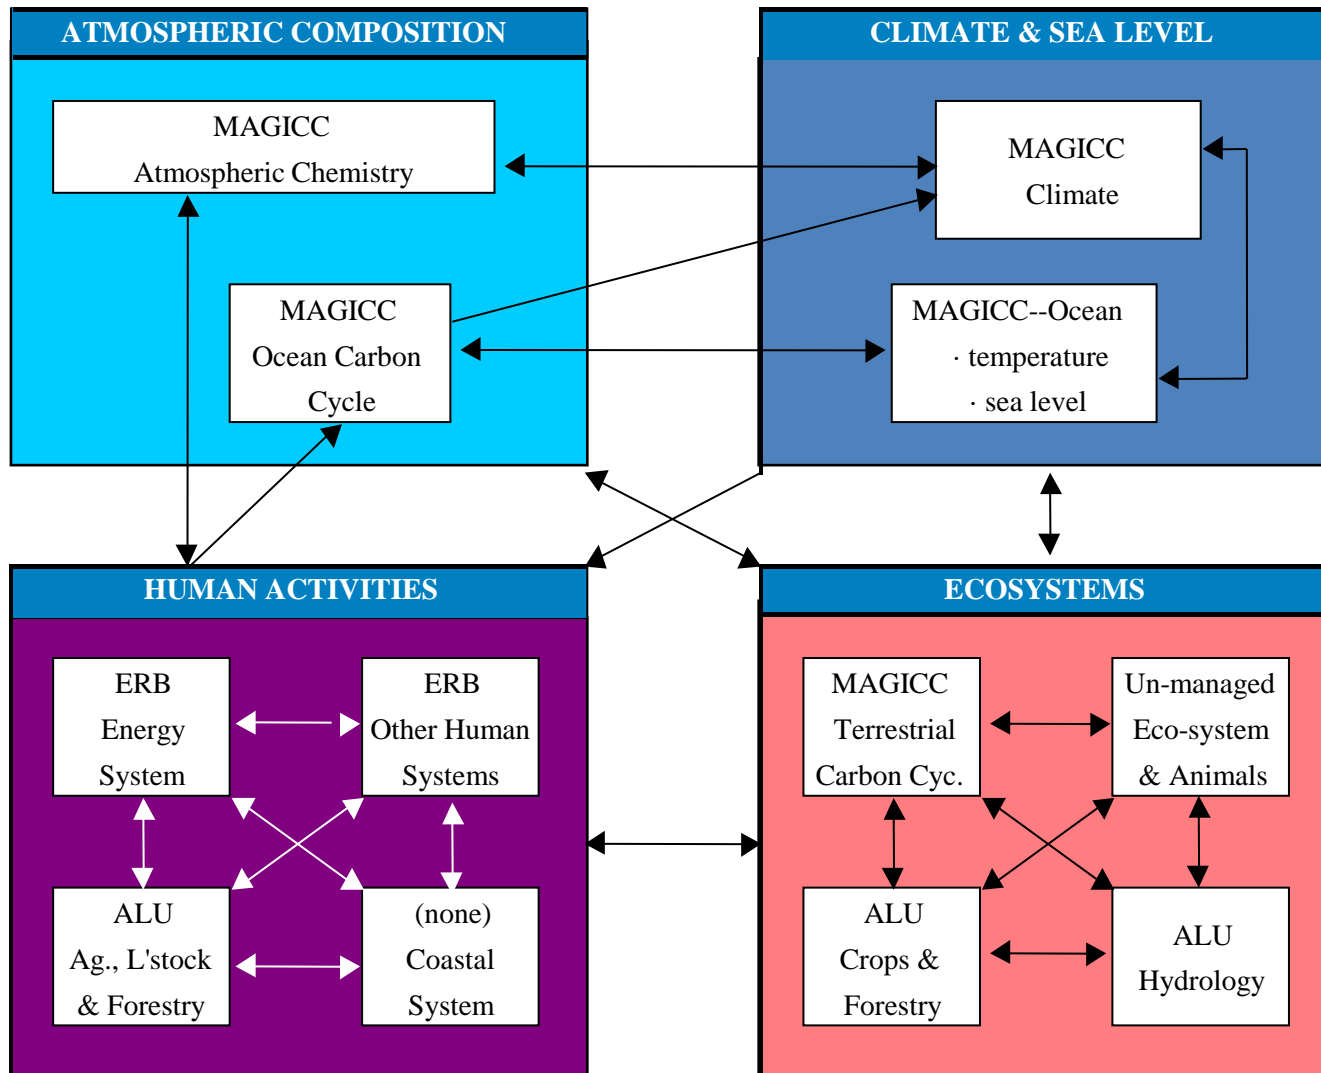 ATMOSPHERIC COMPOSITION
MAGICC
Atmospheric Chemistry
MAGICC
Ocean Carbon
Cycle
CLIMATE & SEA LEVEL
MAGICC
Climate
MAGICC--Ocean
· temperature
· sea level
HUMAN ACTIVITIES
ERB
Energy
System
ERB
Other Human
Systems
ALU
Ag., L'stock
& Forestry
(none)
Coastal
System
ECOSYSTEMS
MAGICC
Terrestrial
Carbon Cyc.
Un-managed
Eco-system
& Animals
ALU
Crops &
Forestry
ALU
Hydrology